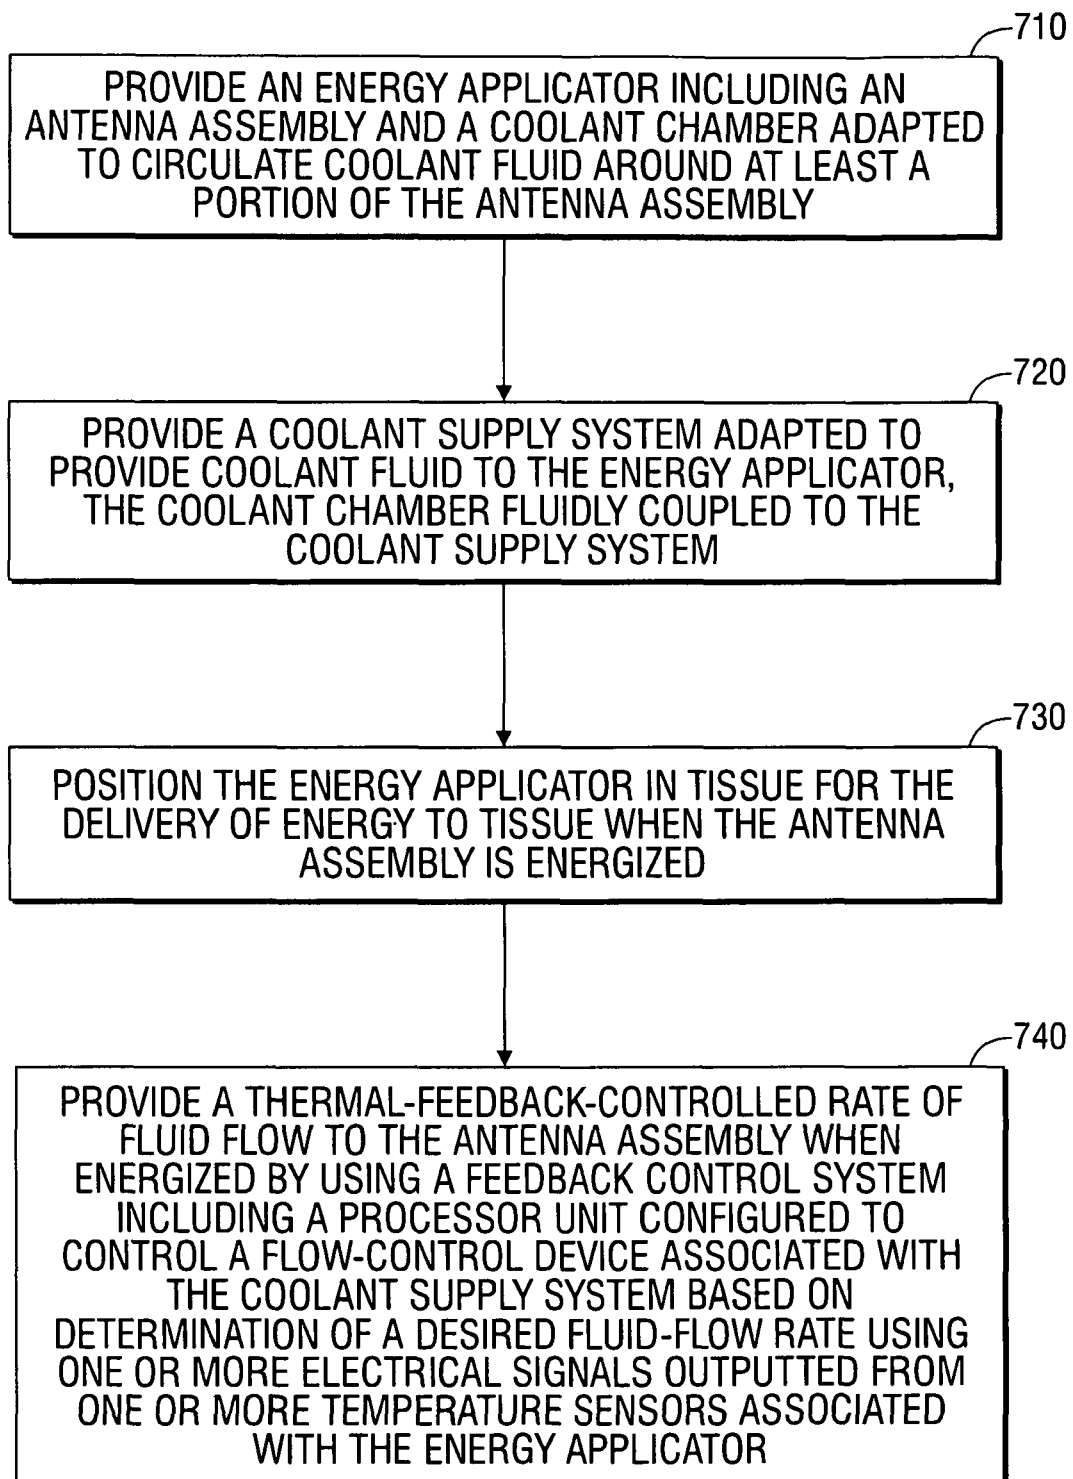 710
PROVIDE AN ENERGY APPLICATOR INCLUDING AN
ANTENNA ASSEMBLY AND A COOLANT CHAMBER ADAPTED
TO CIRCULATE COOLANT FLUID AROUND AT LEAST A
PORTION OF THE ANTENNA ASSEMBLY
720
PROVIDE A COOLANT SUPPLY SYSTEM ADAPTED TO
PROVIDE COOLANT FLUID TO THE ENERGY APPLICATOR,
THE COOLANT CHAMBER FLUIDLY COUPLED TO THE
COOLANT SUPPLY SYSTEM
730
POSITION THE ENERGY APPLICATOR IN TISSUE FOR THE
DELIVERY OF ENERGY TO TISSUE WHEN THE ANTENNA
ASSEMBLY IS ENERGIZED
740
PROVIDE A THERMAL-FEEDBACK-CONTROLLED RATE OF
FLUID FLOW TO THE ANTENNA ASSEMBLY WHEN
ENERGIZED BY USING A FEEDBACK CONTROL SYSTEM
INCLUDING A PROCESSOR UNIT CONFIGURED TO
CONTROL A FLOW-CONTROL DEVICE ASSOCIATED WITH
THE COOLANT SUPPLY SYSTEM BASED ON
DETERMINATION OF A DESIRED FLUID-FLOW RATE USING
ONE OR MORE ELECTRICAL SIGNALS OUTPUTTED FROM
ONE OR MORE TEMPERATURE SENSORS ASSOCIATED
WITH THE ENERGY APPLICATOR